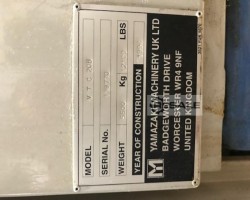 MODEL
SERIAL NO.
WEIGHT Kg LBS
YEAR OF CONSTRUCTION
YAMAZAKI MACHINERY UK LTD
BADGEWORTH DRIVE
WORCESTER WR4 9NF
UNITED KINGDOM